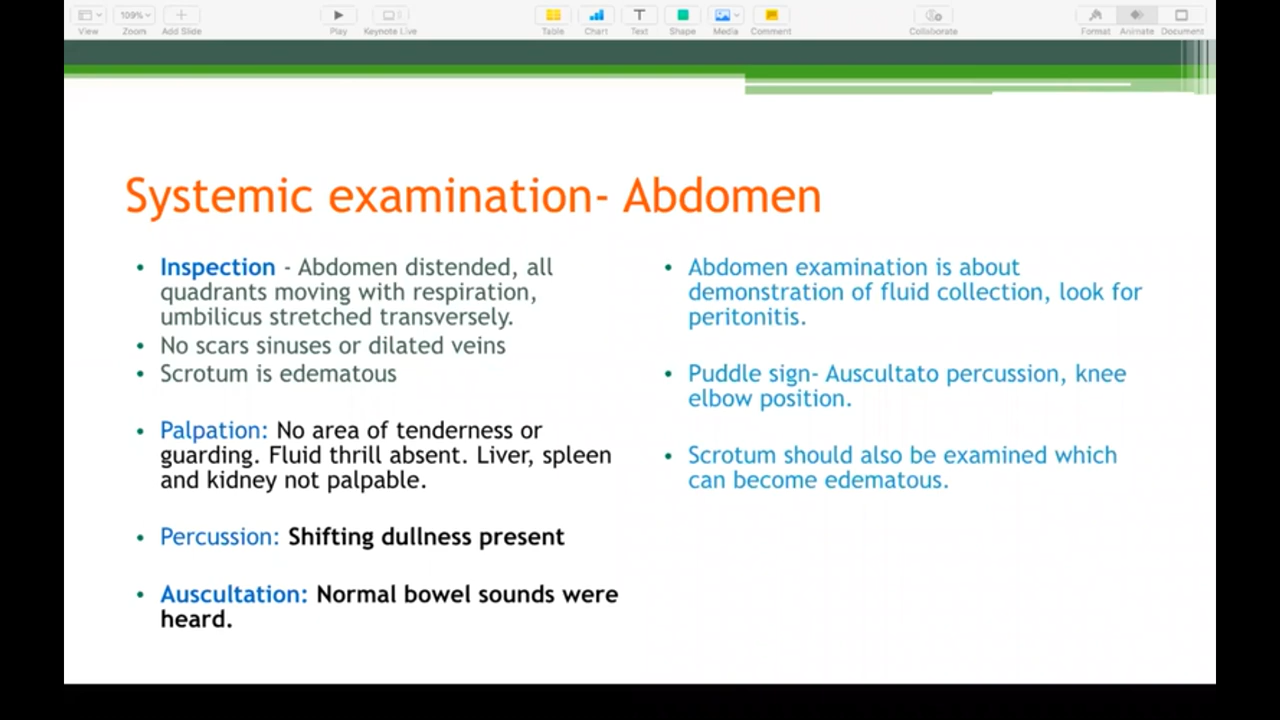 View
109%
Zoom
Add Slide
Play
Keynote Live
Table
Chart
Text
Shape
Media
Comment
Collaborate
Format
Animate
Document
Systemic examination- Abdomen
• Inspection - Abdomen distended, all
quadrants moving with respiration,
umbilicus stretched transversely.
• No scars sinuses or dilated veins
• Scrotum is edematous
• Palpation: No area of tenderness or
guarding. Fluid thrill absent. Liver, spleen
and kidney not palpable.
• Percussion: Shifting dullness present
• Auscultation: Normal bowel sounds were
heard.
• Abdomen examination is about
demonstration of fluid collection, look for
peritonitis.
• Puddle sign- Auscultato percussion, knee
elbow position.
• Scrotum should also be examined which
can become edematous.